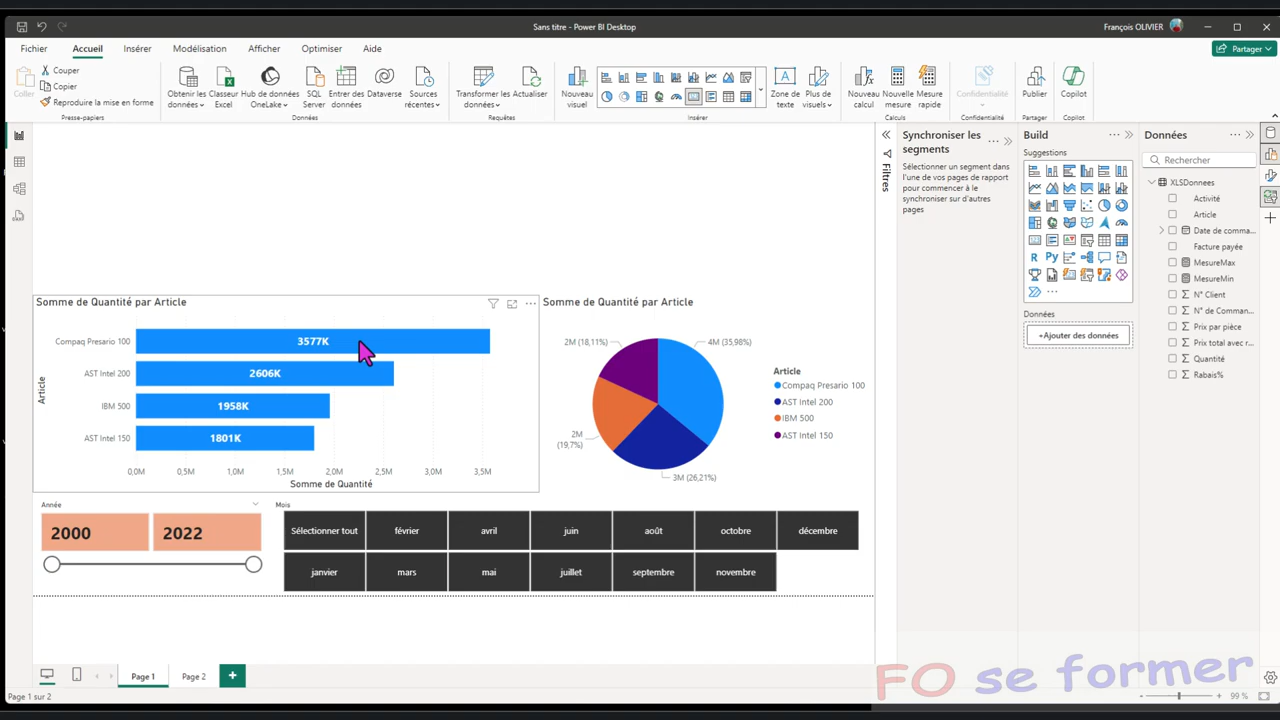 Sans titre - Power BI Desktop
François OLIVIER
Fichier
Accueil
Insérer
Modélisation
Afficher
Optimiser
Aide
Partager
Coller
Couper
Copier
Reproduire la mise en forme
Presse-papiers
Obtenir les données
Classeur Excel
Hub de données OneLake
SQL Server
Entrer des données
Dataverse
Sources récentes
Données
Transformer les données
Actualiser
Requêtes
Nouveau visuel
Zone de texte
Plus de visuels
Insérer
Nouveau calcul
Nouvelle mesure
Mesure rapide
Calculs
Confidentialité
Confidentialité
Publier
Partager
Copilot
Copilot
Filtres
Synchroniser les segments
Sélectionner un segment dans l'une de vos pages de rapport pour commencer à le synchroniser sur d'autres pages
Build
Suggestions
R
Py
Données
+Ajouter des données
Données
Rechercher
XLSDonnees
Activité
Article
Date de comma...
Facture payée
MesureMax
MesureMin
N° Client
N° de Comman...
Prix par pièce
Prix total avec r...
Quantité
Rabais%
Somme de Quantité par Article
Article
Compaq Presario 100
3577K
AST Intel 200
2606K
IBM 500
1958K
AST Intel 150
1801K
0,0M
0,5M
1,0M
1,5M
2,0M
2,5M
3,0M
3,5M
Somme de Quantité
Somme de Quantité par Article
2M (18,11%)
4M (35,98%)
2M
(19,7%)
3M (26,21%)
Article
Compaq Presario 100
AST Intel 200
IBM 500
AST Intel 150
Année
2000
2022
Mois
Sélectionner tout
février
avril
juin
août
octobre
décembre
janvier
mars
mai
juillet
septembre
novembre
Page 1
Page 2
Page 1 sur 2
99 %
FO se former